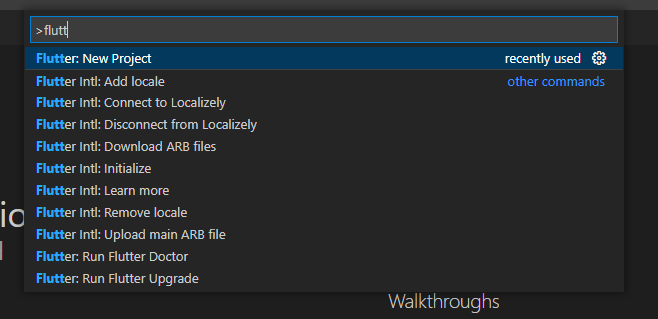 >flutt
Flutter: New Project recently used
Flutter Intl: Add locale other commands
Flutter Intl: Connect to Localizely
Flutter Intl: Disconnect from Localizely
Flutter Intl: Download ARB files
Flutter Intl: Initialize
Flutter Intl: Learn more
Flutter Intl: Remove locale
Flutter Intl: Upload main ARB file
Flutter: Run Flutter Doctor
Flutter: Run Flutter Upgrade
Walkthroughs